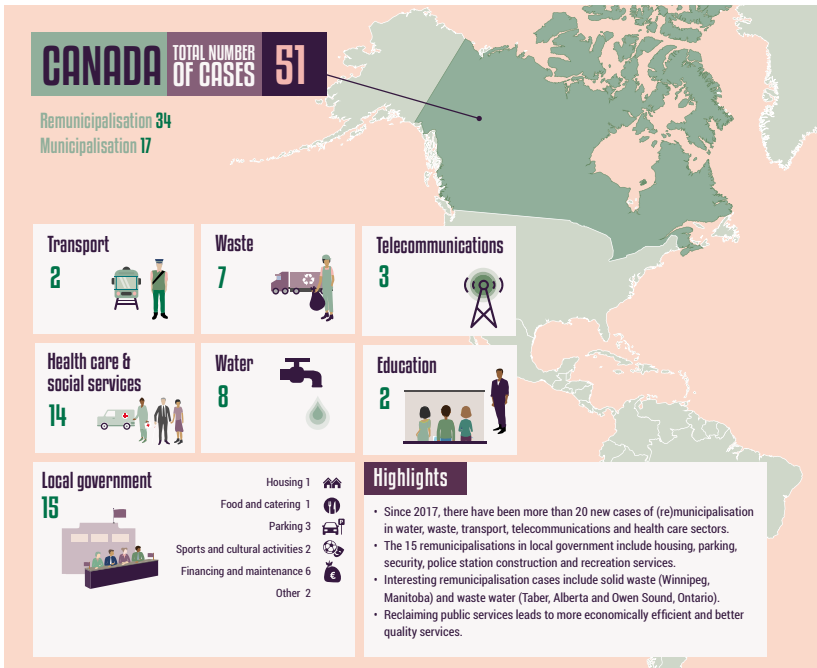 CANADA
TOTAL NUMBER
OF CASES
51
Remunicipalisation 34
Municipalisation 17
Transport
2
Waste
7
Telecommunications
3
Health care &
social services
14
Water
8
Education
2
Local government
15
Housing 1
Food and catering 1
Parking 3
P
Sports and cultural activities 2
Financing and maintenance 6
€
Other 2
Highlights
• Since 2017, there have been more than 20 new cases of (re)municipalisation
in water, waste, transport, telecommunications and health care sectors.
• The 15 remunicipalisations in local government include housing, parking,
security, police station construction and recreation services.
• Interesting remunicipalisation cases include solid waste (Winnipeg,
Manitoba) and waste water (Taber, Alberta and Owen Sound, Ontario).
• Reclaiming public services leads to more economically efficient and better
quality services.